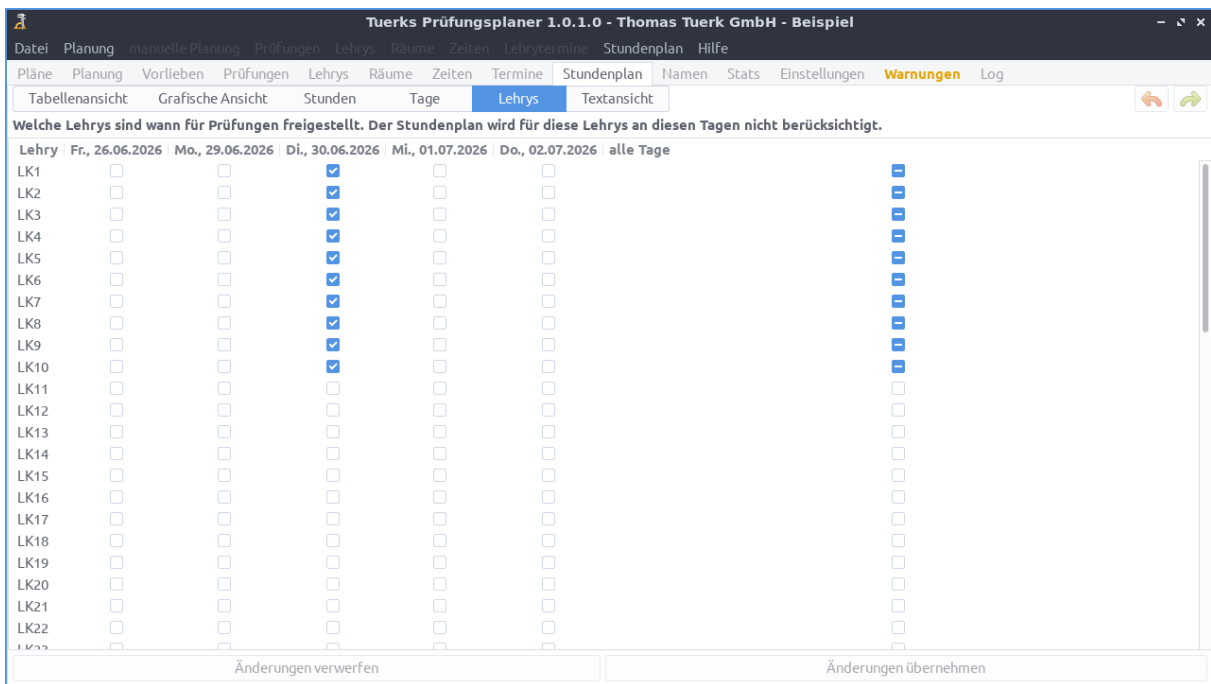 Tuerks Prüfungsplaner 1.0.1.0 - Thomas Tuerk GmbH - Beispiel
Datei Planung manuelle Planung Prüfungen Lehrys Räume Zeiten Lehrytermine Stundenplan Hilfe
Pläne Planung Vorlieben Prüfungen Lehrys Räume Zeiten Termine Stundenplan Namen Stats Einstellungen Warnungen Log
Tabellenansicht Grafische Ansicht Stunden Tage Lehrys Textansicht
Welche Lehrys sind wann für Prüfungen freigestellt. Der Stundenplan wird für diese Lehrys an diesen Tagen nicht berücksichtigt.
Lehry Fr., 26.06.2026 Mo., 29.06.2026 Di., 30.06.2026 Mi., 01.07.2026 Do., 02.07.2026 alle Tage
LK1
LK2
LK3
LK4
LK5
LK6
LK7
LK8
LK9
LK10
LK11
LK12
LK13
LK14
LK15
LK16
LK17
LK18
LK19
LK20
LK21
LK22
LK23
Änderungen verwerfen Änderungen übernehmen